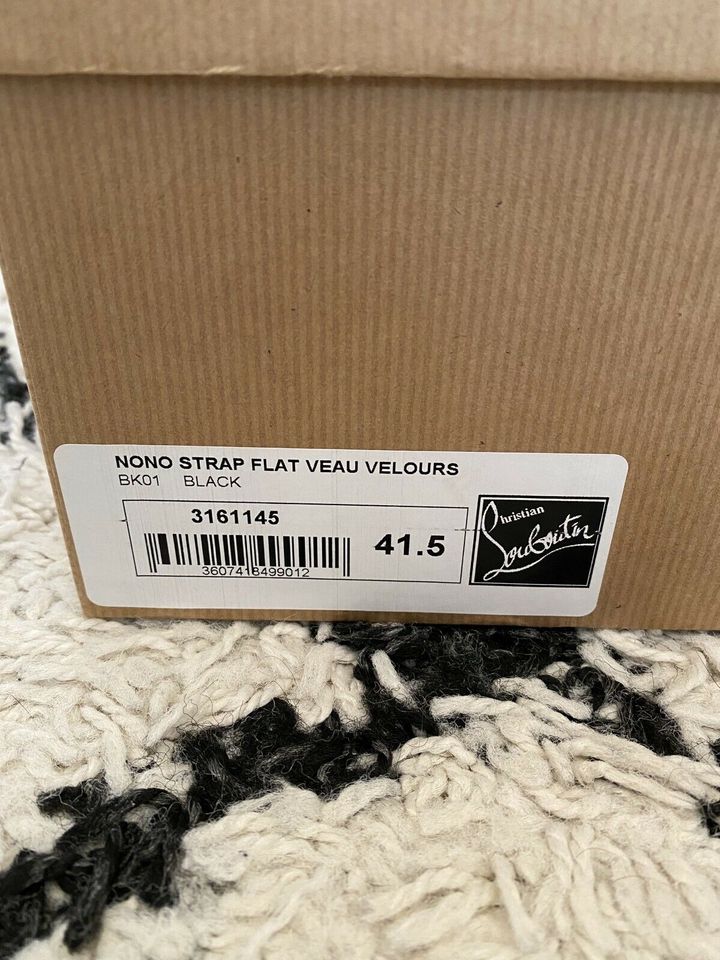 NONO STRAP FLAT VEAU VELOURS
BK01 BLACK
3161145
3607418499012
41.5
Christian
Louboutin